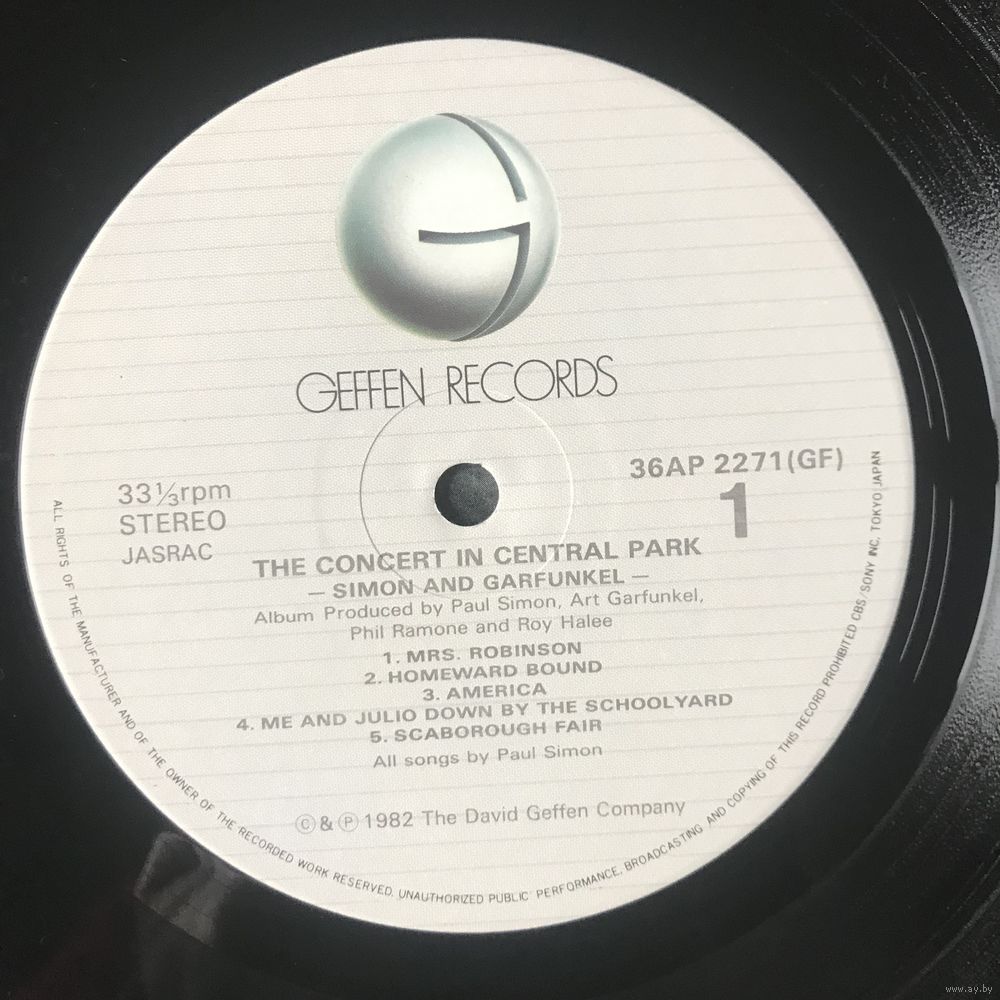 GEFFEN RECORDS
33⅓rpm
STEREO
JASRAC
36AP 2271(GF)
1
THE CONCERT IN CENTRAL PARK
— SIMON AND GARFUNKEL —
Album Produced by Paul Simon, Art Garfunkel,
Phil Ramone and Roy Halee
1. MRS. ROBINSON
2. HOMEWARD BOUND
3. AMERICA
4. ME AND JULIO DOWN BY THE SCHOOLYARD
5. SCABOROUGH FAIR
All songs by Paul Simon
© & ℗ 1982 The David Geffen Company
ALL RIGHTS OF THE MANUFACTURER AND OF THE OWNER OF THE RECORDED WORK RESERVED. UNAUTHORIZED PUBLIC PERFORMANCE, BROADCASTING AND COPYING OF THIS RECORD PROHIBITED CBS/SONY INC. TOKYO JAPAN
www.ay.by